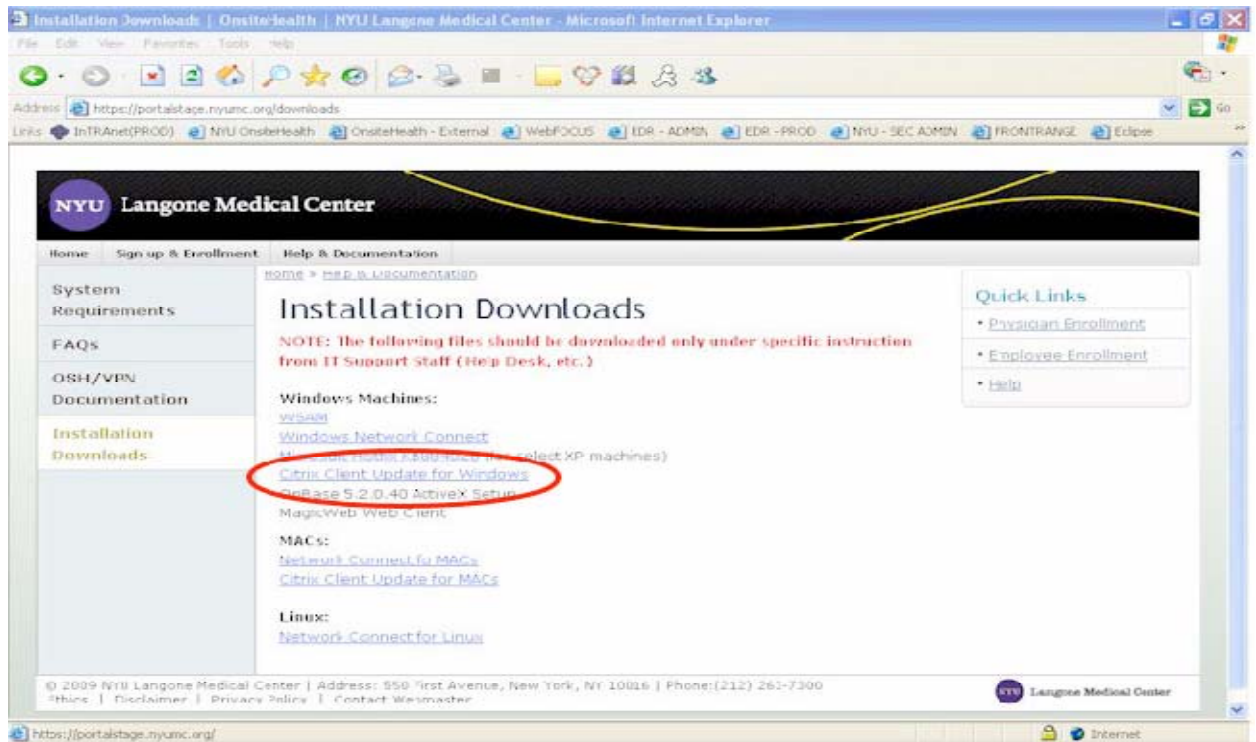 Installation Downloads | OnsiteHealth | NYU Langone Medical Center - Microsoft Internet Explorer
File Edit View Favorites Tools Help
Address https://portalstage.nyumc.org/downloads Go
Links InTRAnet(PROD) NYU OnsiteHealth OnsiteHealth - External WebFOCUS EDR - ADMIN EDR -PROD NYU - SEC ADMIN FRONTRANGE Eclipse
NYU Langone Medical Center
Home Sign up & Enrollment Help & Documentation
Home » Help & Documentation
System
Requirements
FAQs
OSH/VPN
Documentation
Installation
Downloads
Installation Downloads
NOTE: The following files should be downloaded only under specific instruction
from IT Support Staff (Help Desk, etc.)
Windows Machines:
WSAM
Windows Network Connect
Microsoft Hotfix select XP machines)
Citrix Client Update for Windows
OnBase 5.2.0.40 ActiveX Setup
MagicWeb Web Client
MACs:
Network Connect for MACs
Citrix Client Update for MACs
Linux:
Network Connect for Linux
Quick Links
• Physician Enrollment
• Employee Enrollment
• Help
© 2009 NYU Langone Medical Center | Address: 550 First Avenue, New York, NY 10016 | Phone:(212) 263-7300
Ethics | Disclaimer | Privacy Policy | Contact Webmaster
NYU Langone Medical Center
https://portalstage.nyumc.org/ Internet